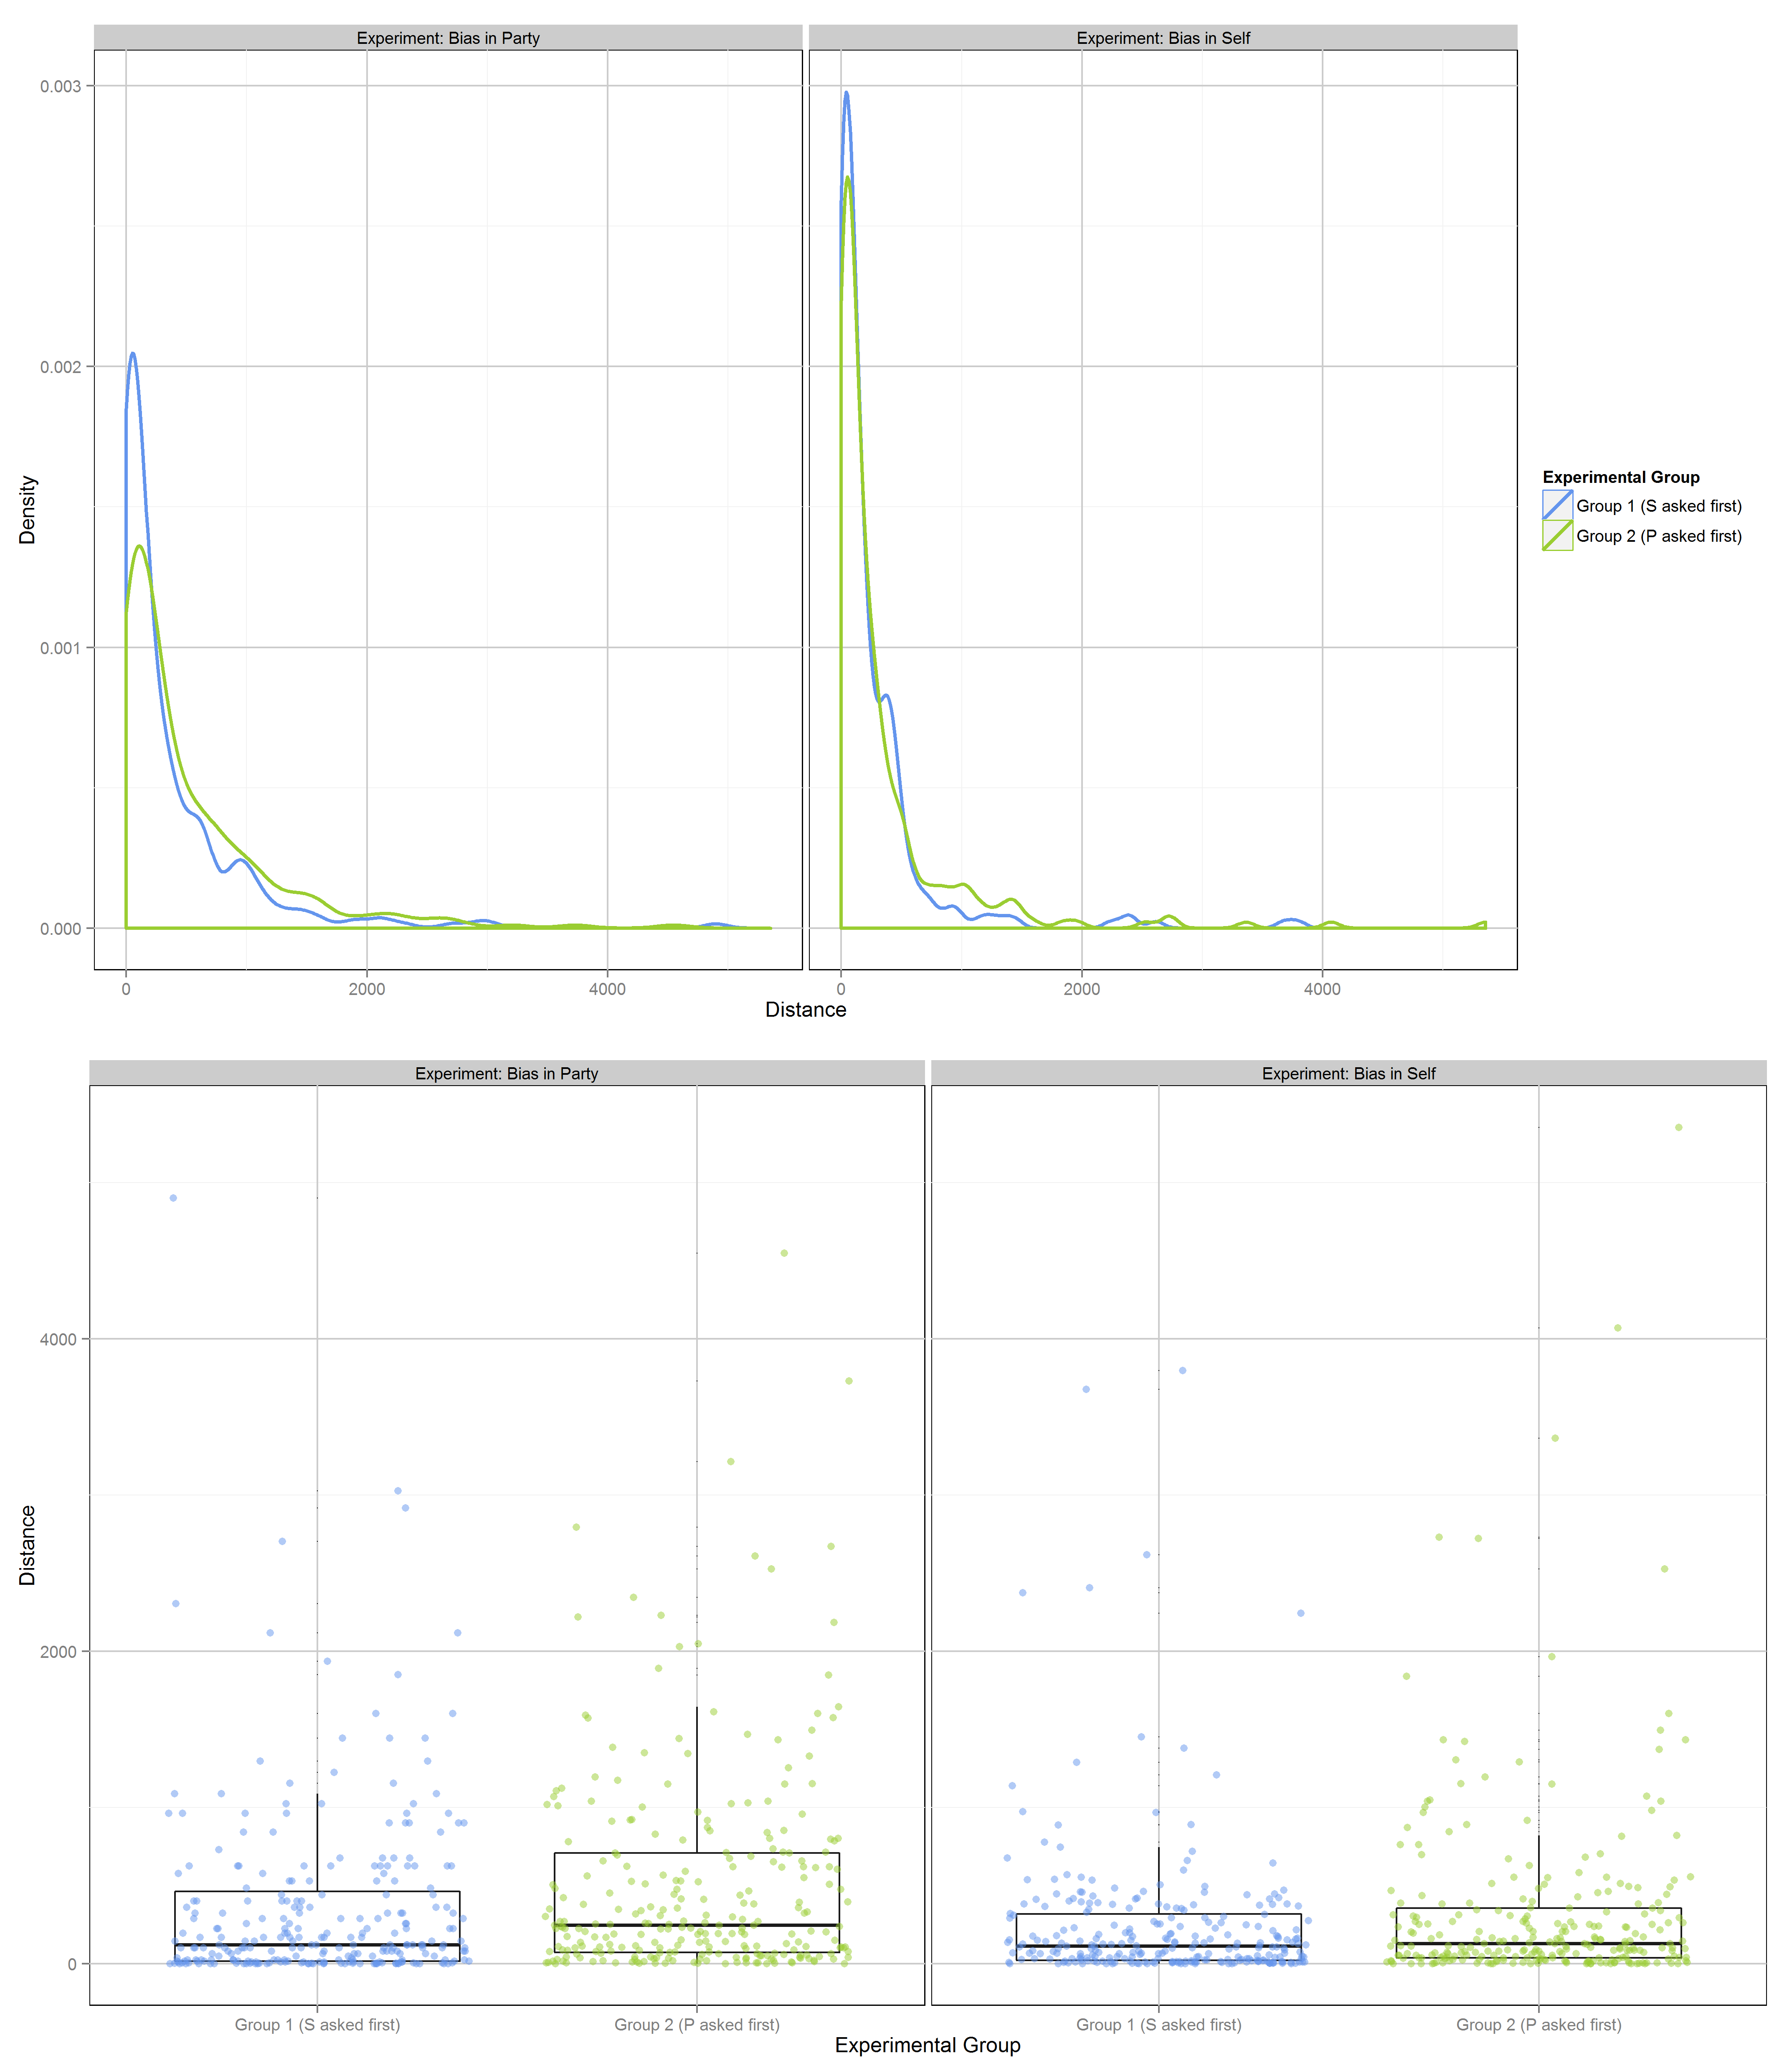 Experiment: Bias in Party
Experiment: Bias in Self
0.003
0.002
0.001
0.000
Density
0
2000
4000
0
2000
4000
Distance
Experimental Group
Group 1 (S asked first)
Group 2 (P asked first)
Experiment: Bias in Party
Experiment: Bias in Self
4000
2000
0
Distance
Group 1 (S asked first)
Group 2 (P asked first)
Group 1 (S asked first)
Group 2 (P asked first)
Experimental Group